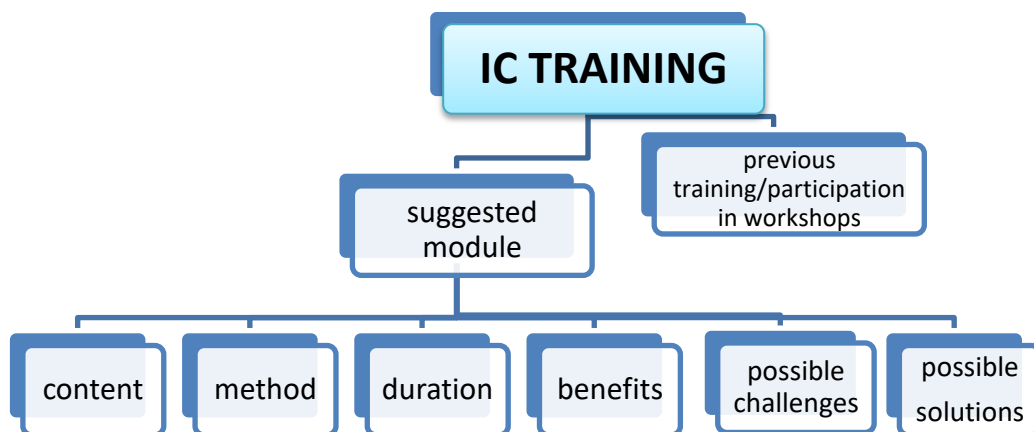 IC TRAINING
previous
training/participation
in workshops
suggested
module
content
method
duration
benefits
possible
challenges
possible
solutions